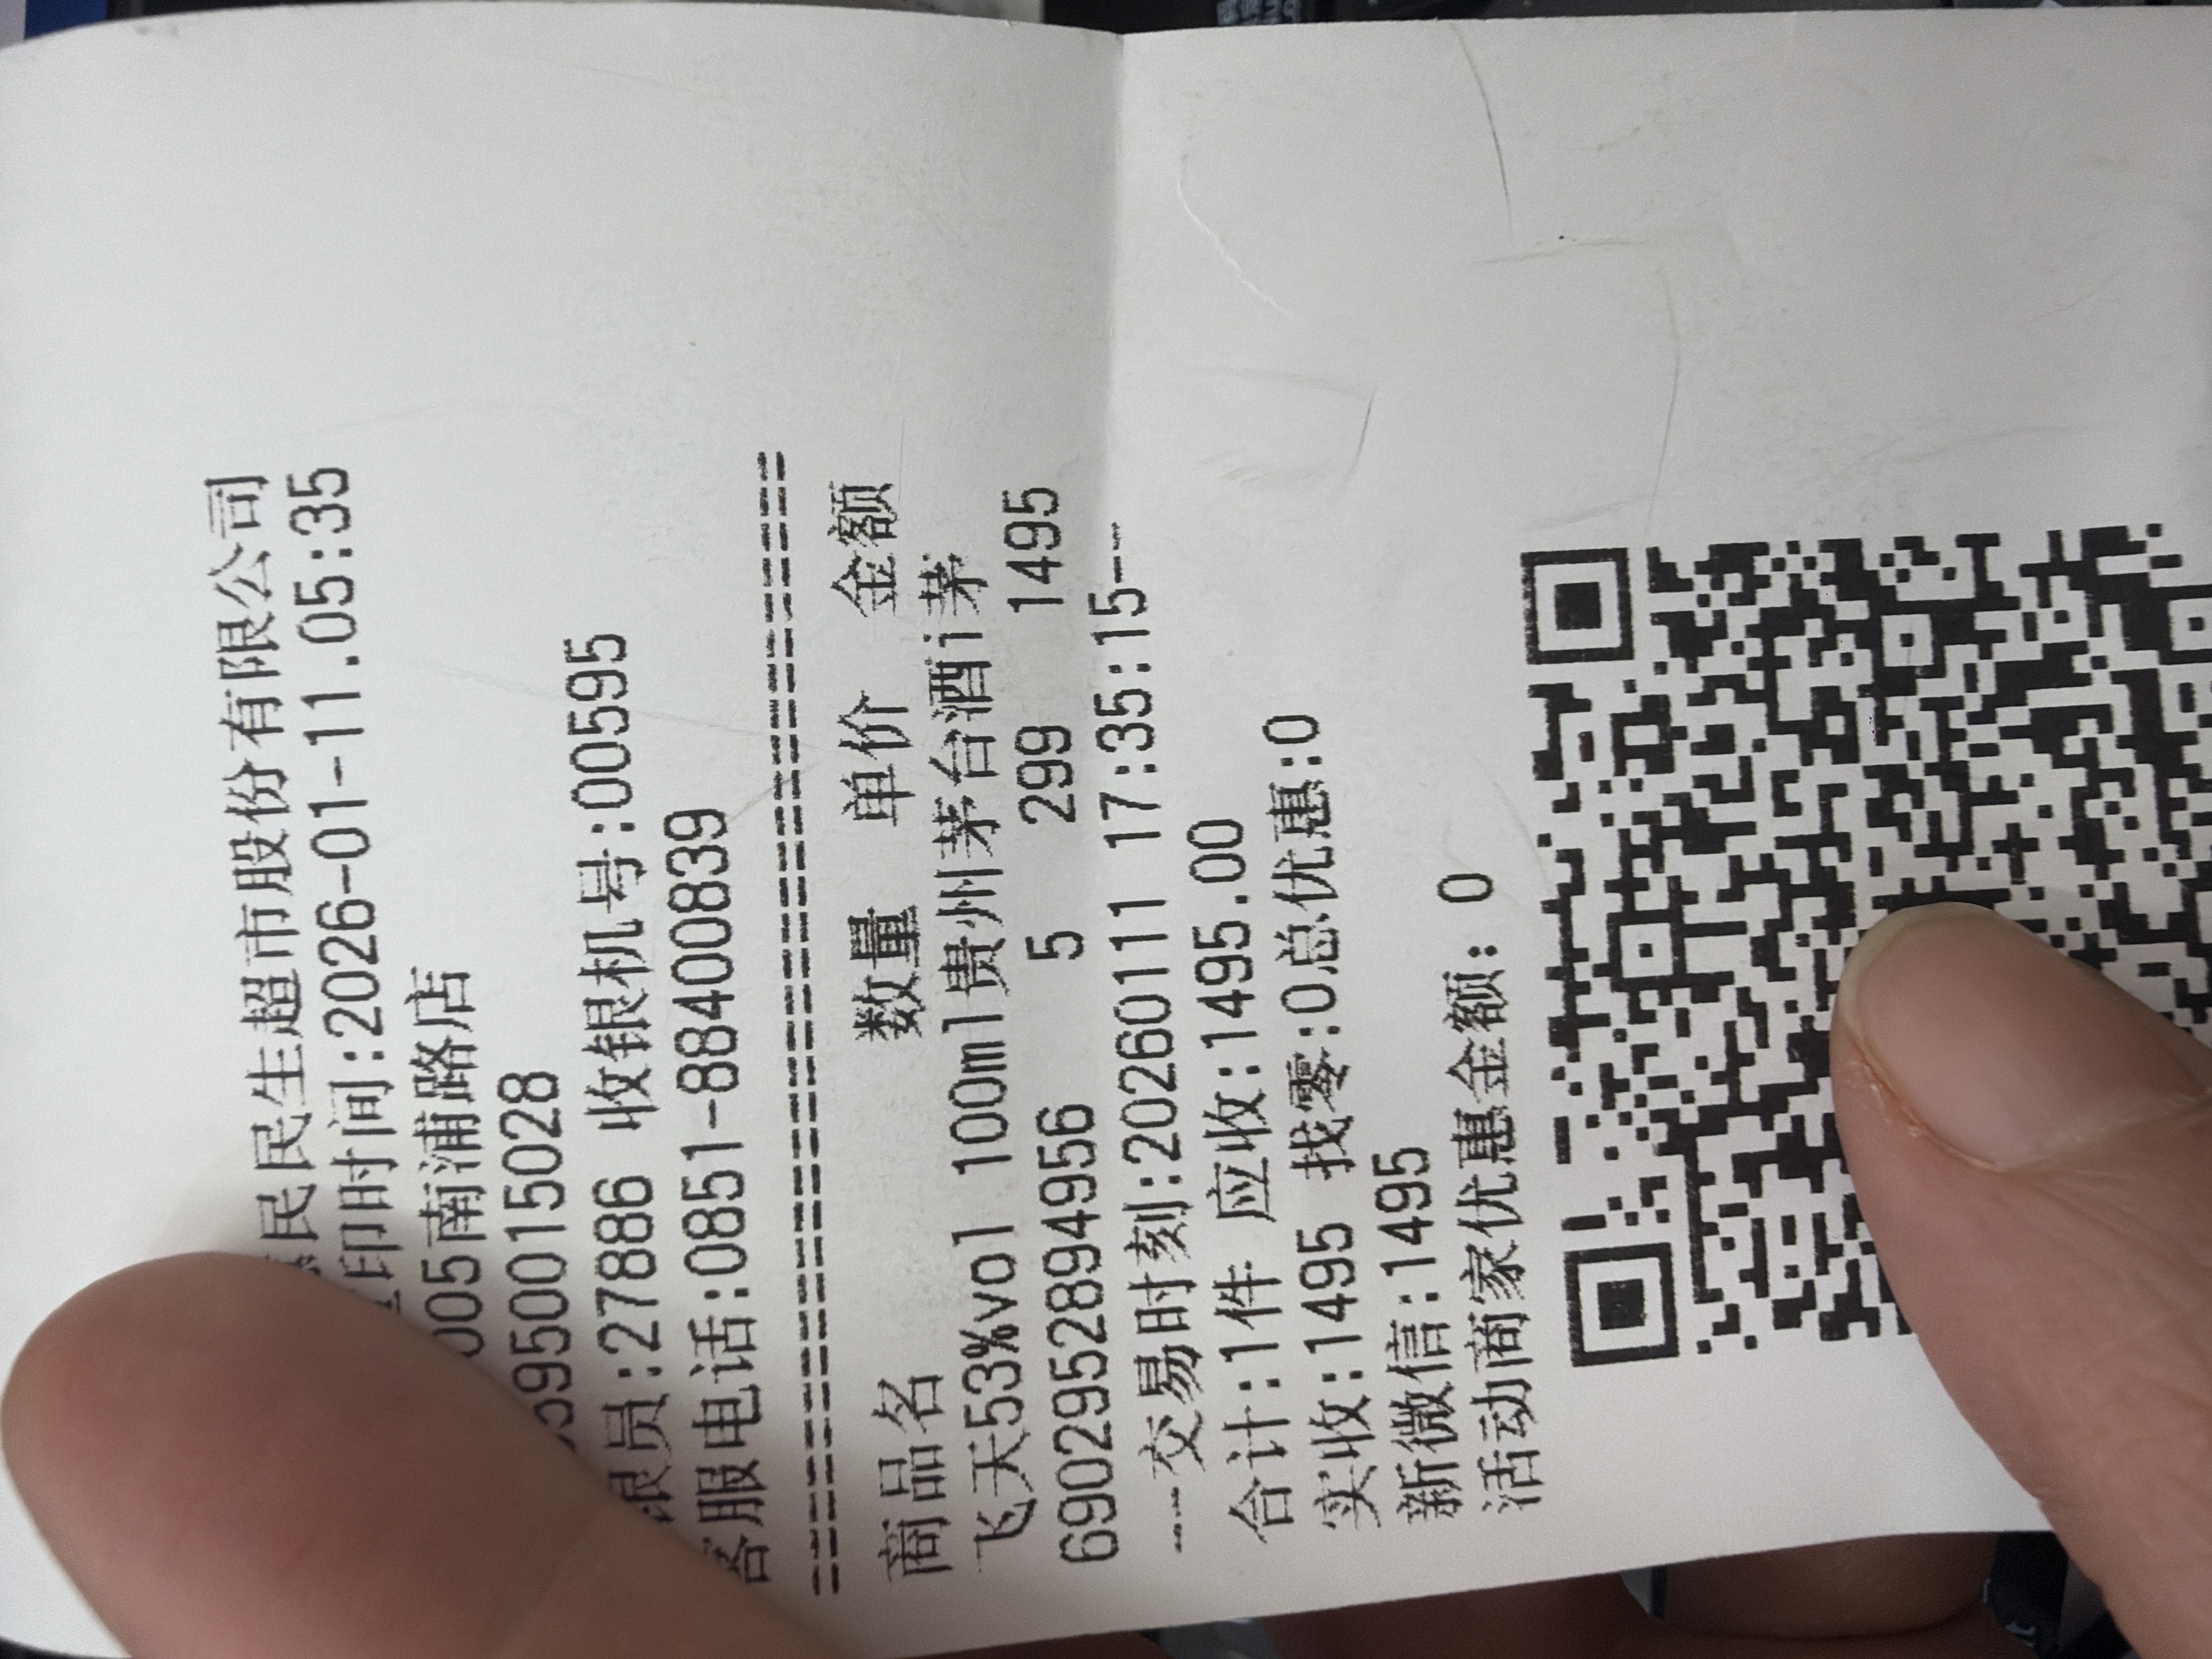 民民生超市股份有限公司
印时间:2026-01-11.05:35
005南浦路店
5950015028
银员:27886 收银机号:00595
客服电话:0851-88400839
商品名 数量 单价 金额
飞天53%vol 100ml贵州茅台酒i茅
6902952894956 5 299 1495
---交易时刻:20260111 17:35:15--
合计:1件 应收:1495.00
实收:1495 找零:0总优惠:0
新微信:1495
活动商家优惠金额: 0